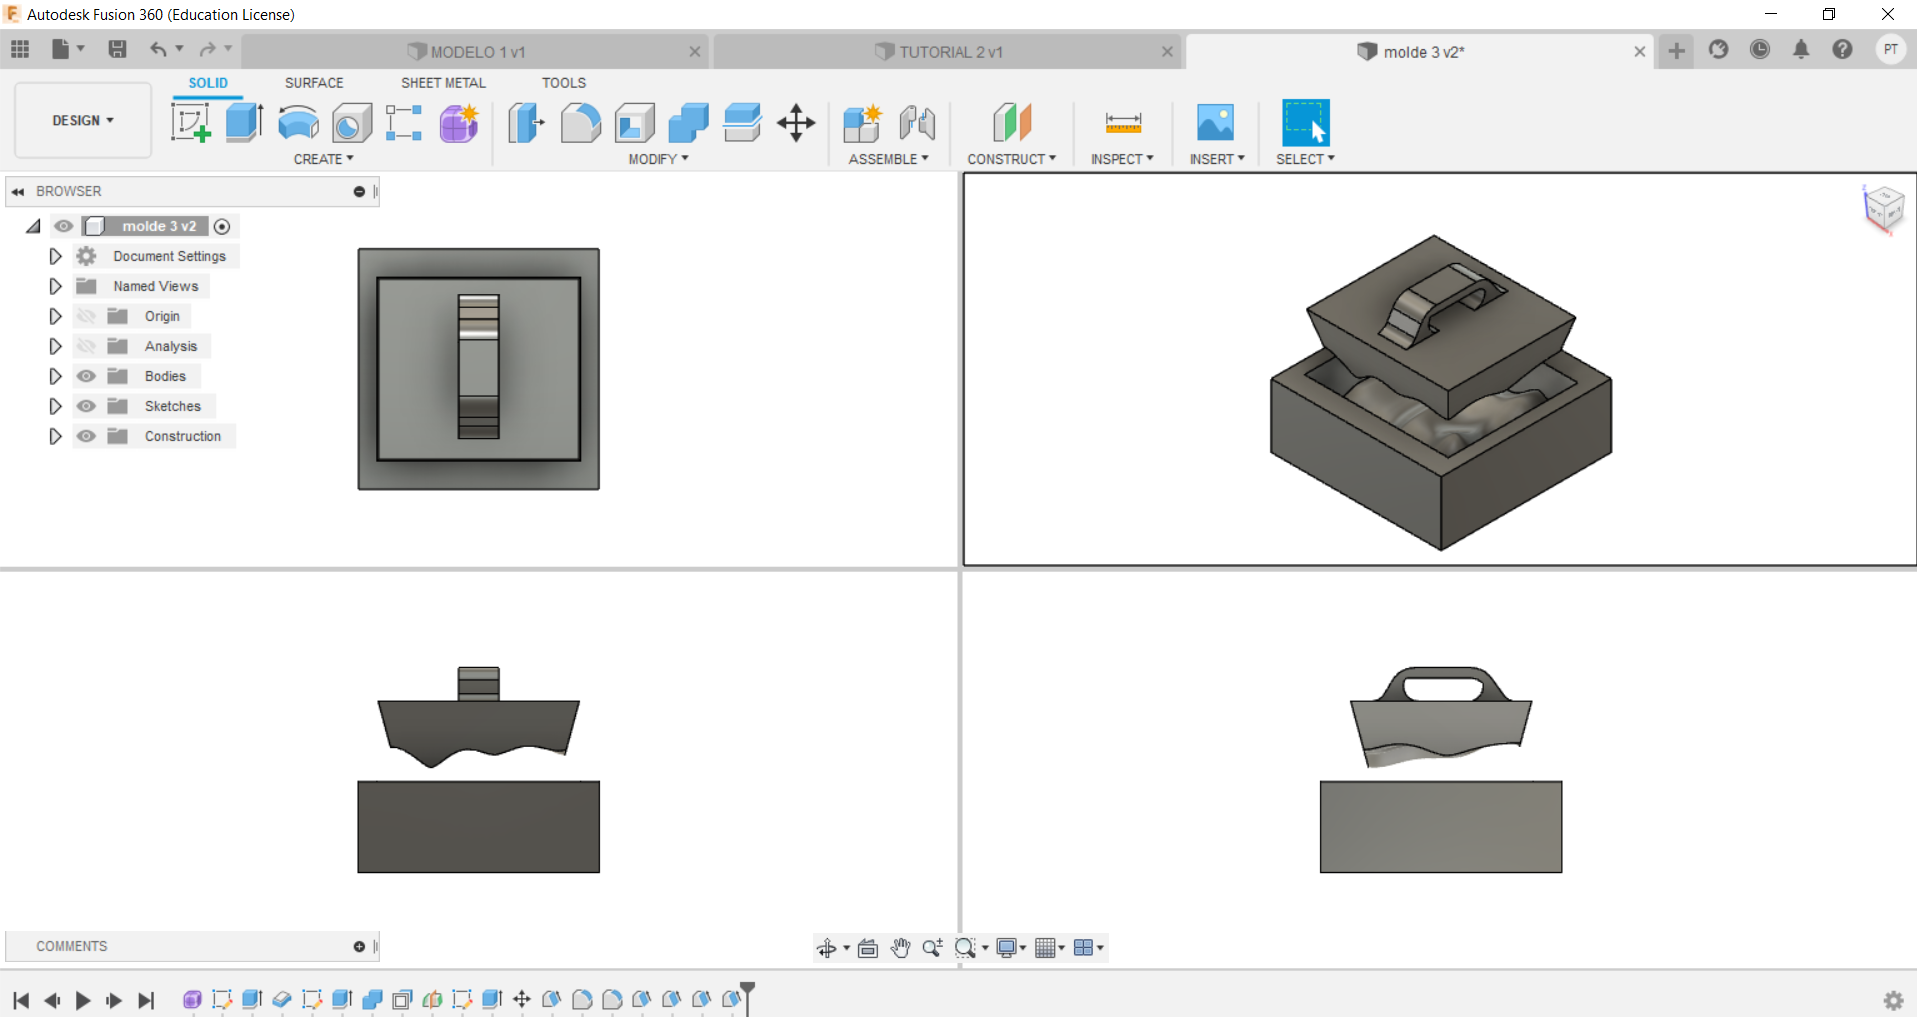 Autodesk Fusion 360 (Education License)
MODELO 1 v1
TUTORIAL 2 v1
molde 3 v2*
PT
SOLID
SURFACE
SHEET METAL
TOOLS
DESIGN
CREATE
MODIFY
ASSEMBLE
CONSTRUCT
INSPECT
INSERT
SELECT
BROWSER
molde 3 v2
Document Settings
Named Views
Origin
Analysis
Bodies
Sketches
Construction
COMMENTS